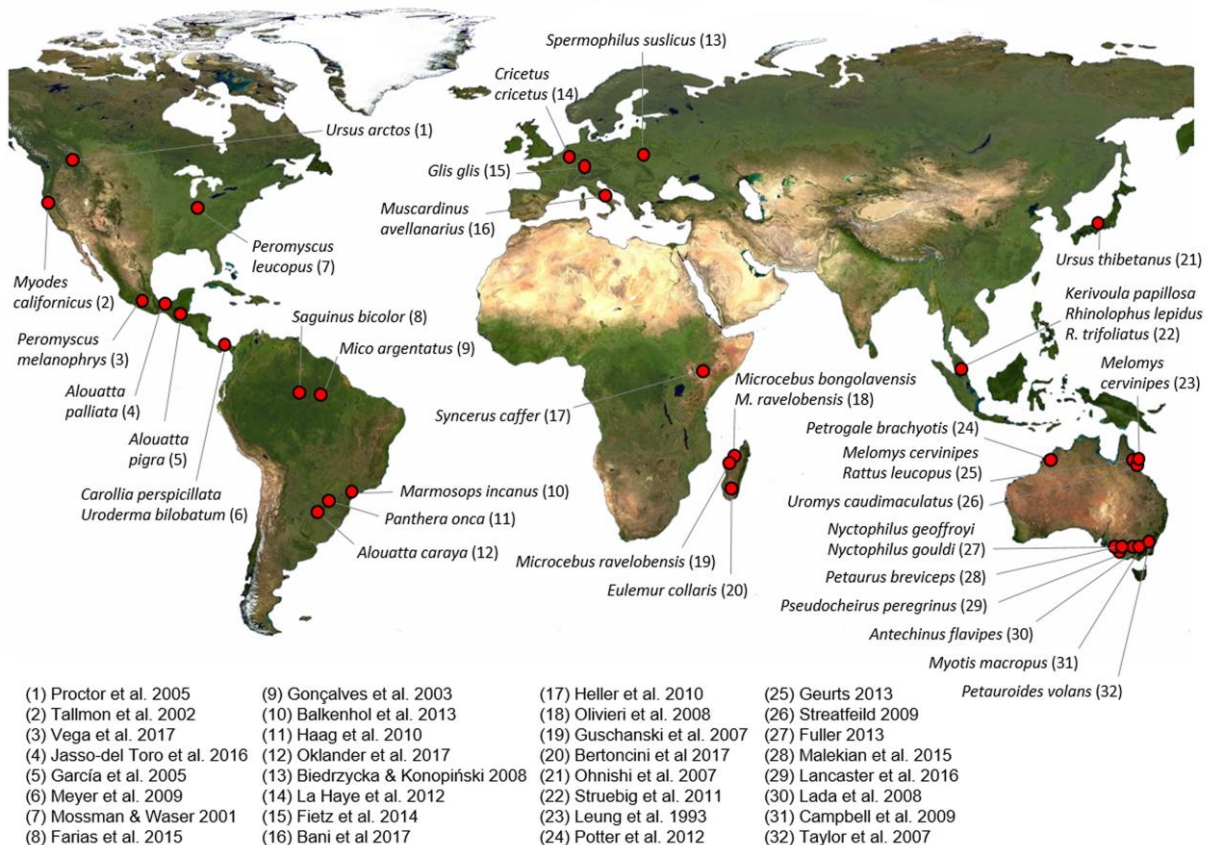 Spermophilus suslicus (13)
Cricetus
cricetus (14)
Ursus arctos (1)
Glis glis (15)
Muscardinus
avellanarius (16)
Peromyscus
leucopus (7)
Ursus thibetanus (21)
Myodes
californicus (2)
Kerivoula papillosa
Rhinolophus lepidus
R. trifoliatus (22)
Saguinus bicolor (8)
Mico argentatus (9)
Peromyscus
melanophrys (3)
Melomys
cervinipes (23)
Microcebus bongolavensis
M. ravelobensis (18)
Alouatta
palliata (4)
Syncerus caffer (17)
Petrogale brachyotis (24)
Alouatta
pigra (5)
Melomys cervinipes
Rattus leucopus (25)
Carollia perspicillata
Uroderma bilobatum (6)
Marmosops incanus (10)
Uromys caudimaculatus (26)
Panthera onca (11)
Nyctophilus geoffroyi
Nyctophilus gouldi (27)
Alouatta caraya (12)
Microcebus ravelobensis (19)
Petaurus breviceps (28)
Eulemur collaris (20)
Pseudocheirus peregrinus (29)
Antechinus flavipes (30)
Myotis macropus (31)
Petauroides volans (32)
(1) Proctor et al. 2005
(2) Tallmon et al. 2002
(3) Vega et al. 2017
(4) Jasso-del Toro et al. 2016
(5) García et al. 2005
(6) Meyer et al. 2009
(7) Mossman & Waser 2001
(8) Farias et al. 2015
(9) Gonçalves et al. 2003
(10) Balkenhol et al. 2013
(11) Haag et al. 2010
(12) Oklander et al. 2017
(13) Biedrzycka & Konopiński 2008
(14) La Haye et al. 2012
(15) Fietz et al. 2014
(16) Bani et al 2017
(17) Heller et al. 2010
(18) Olivieri et al. 2008
(19) Guschanski et al. 2007
(20) Bertoncini et al 2017
(21) Ohnishi et al. 2007
(22) Struebig et al. 2011
(23) Leung et al. 1993
(24) Potter et al. 2012
(25) Geurts 2013
(26) Streatfeild 2009
(27) Fuller 2013
(28) Malekian et al. 2015
(29) Lancaster et al. 2016
(30) Lada et al. 2008
(31) Campbell et al. 2009
(32) Taylor et al. 2007